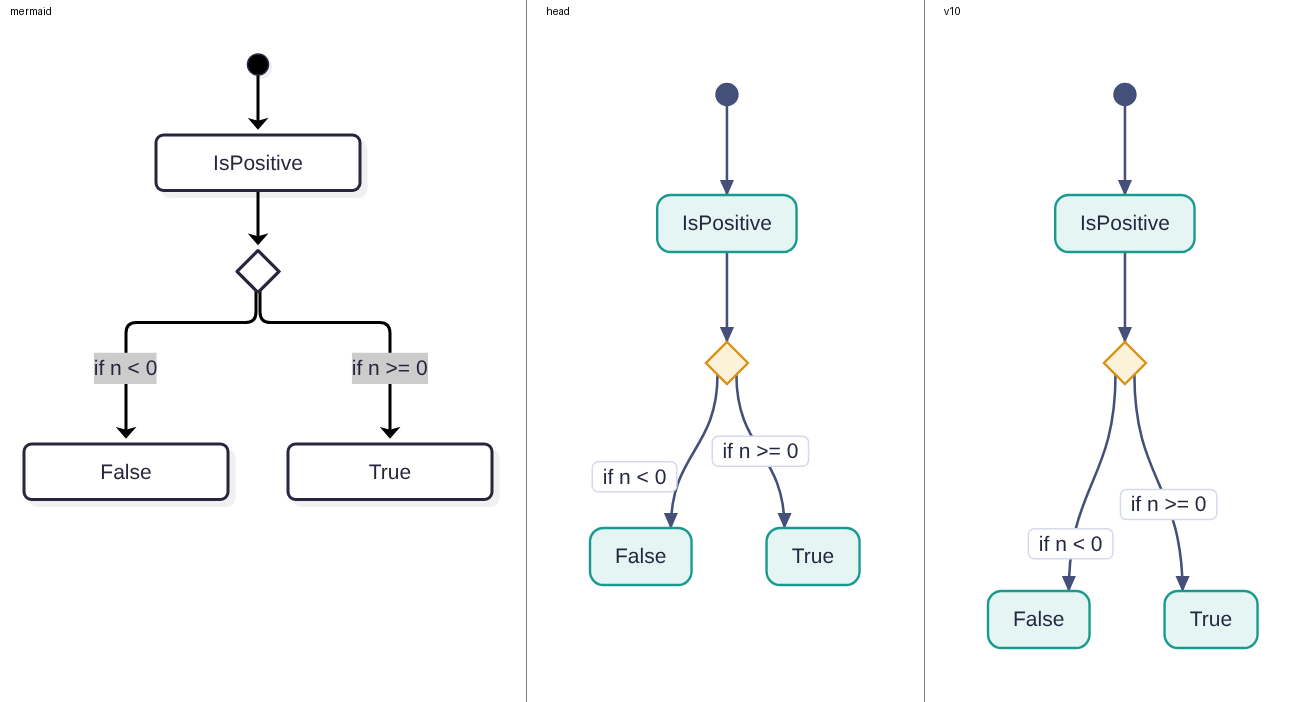 mermaid
IsPositive
if n < 0
if n >= 0
False
True
head
IsPositive
if n >= 0
if n < 0
False
True
v10
IsPositive
if n >= 0
if n < 0
False
True